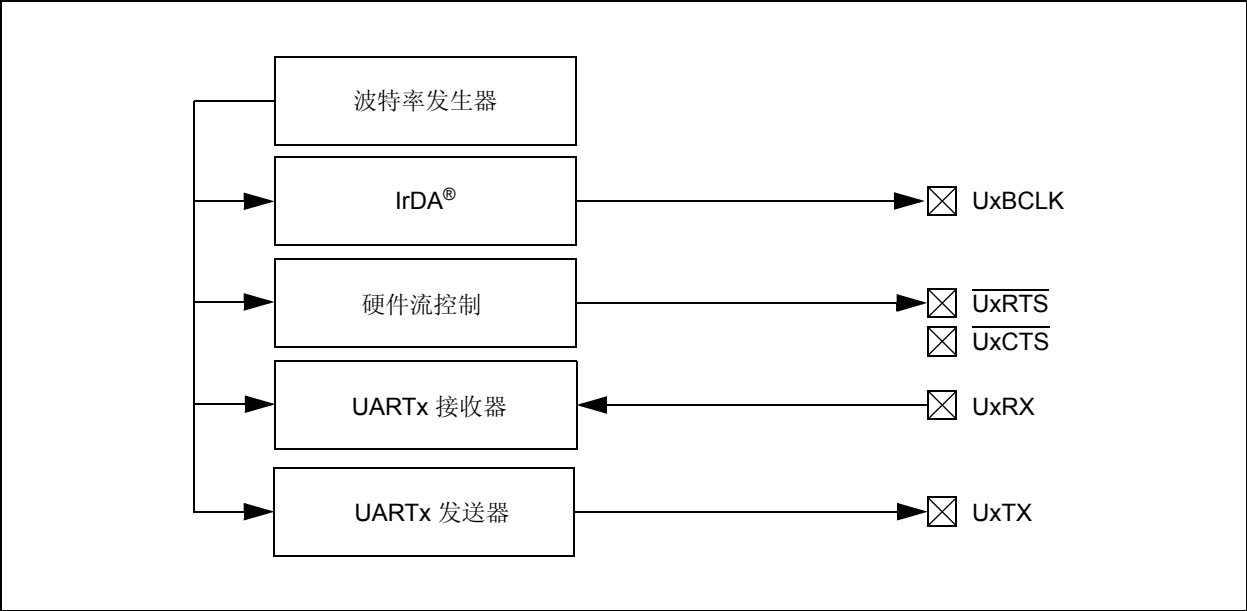 波特率发生器
IrDA®
UxBCLK
硬件流控制
UxRTS
UxCTS
UARTx 接收器
UxRX
UARTx 发送器
UxTX